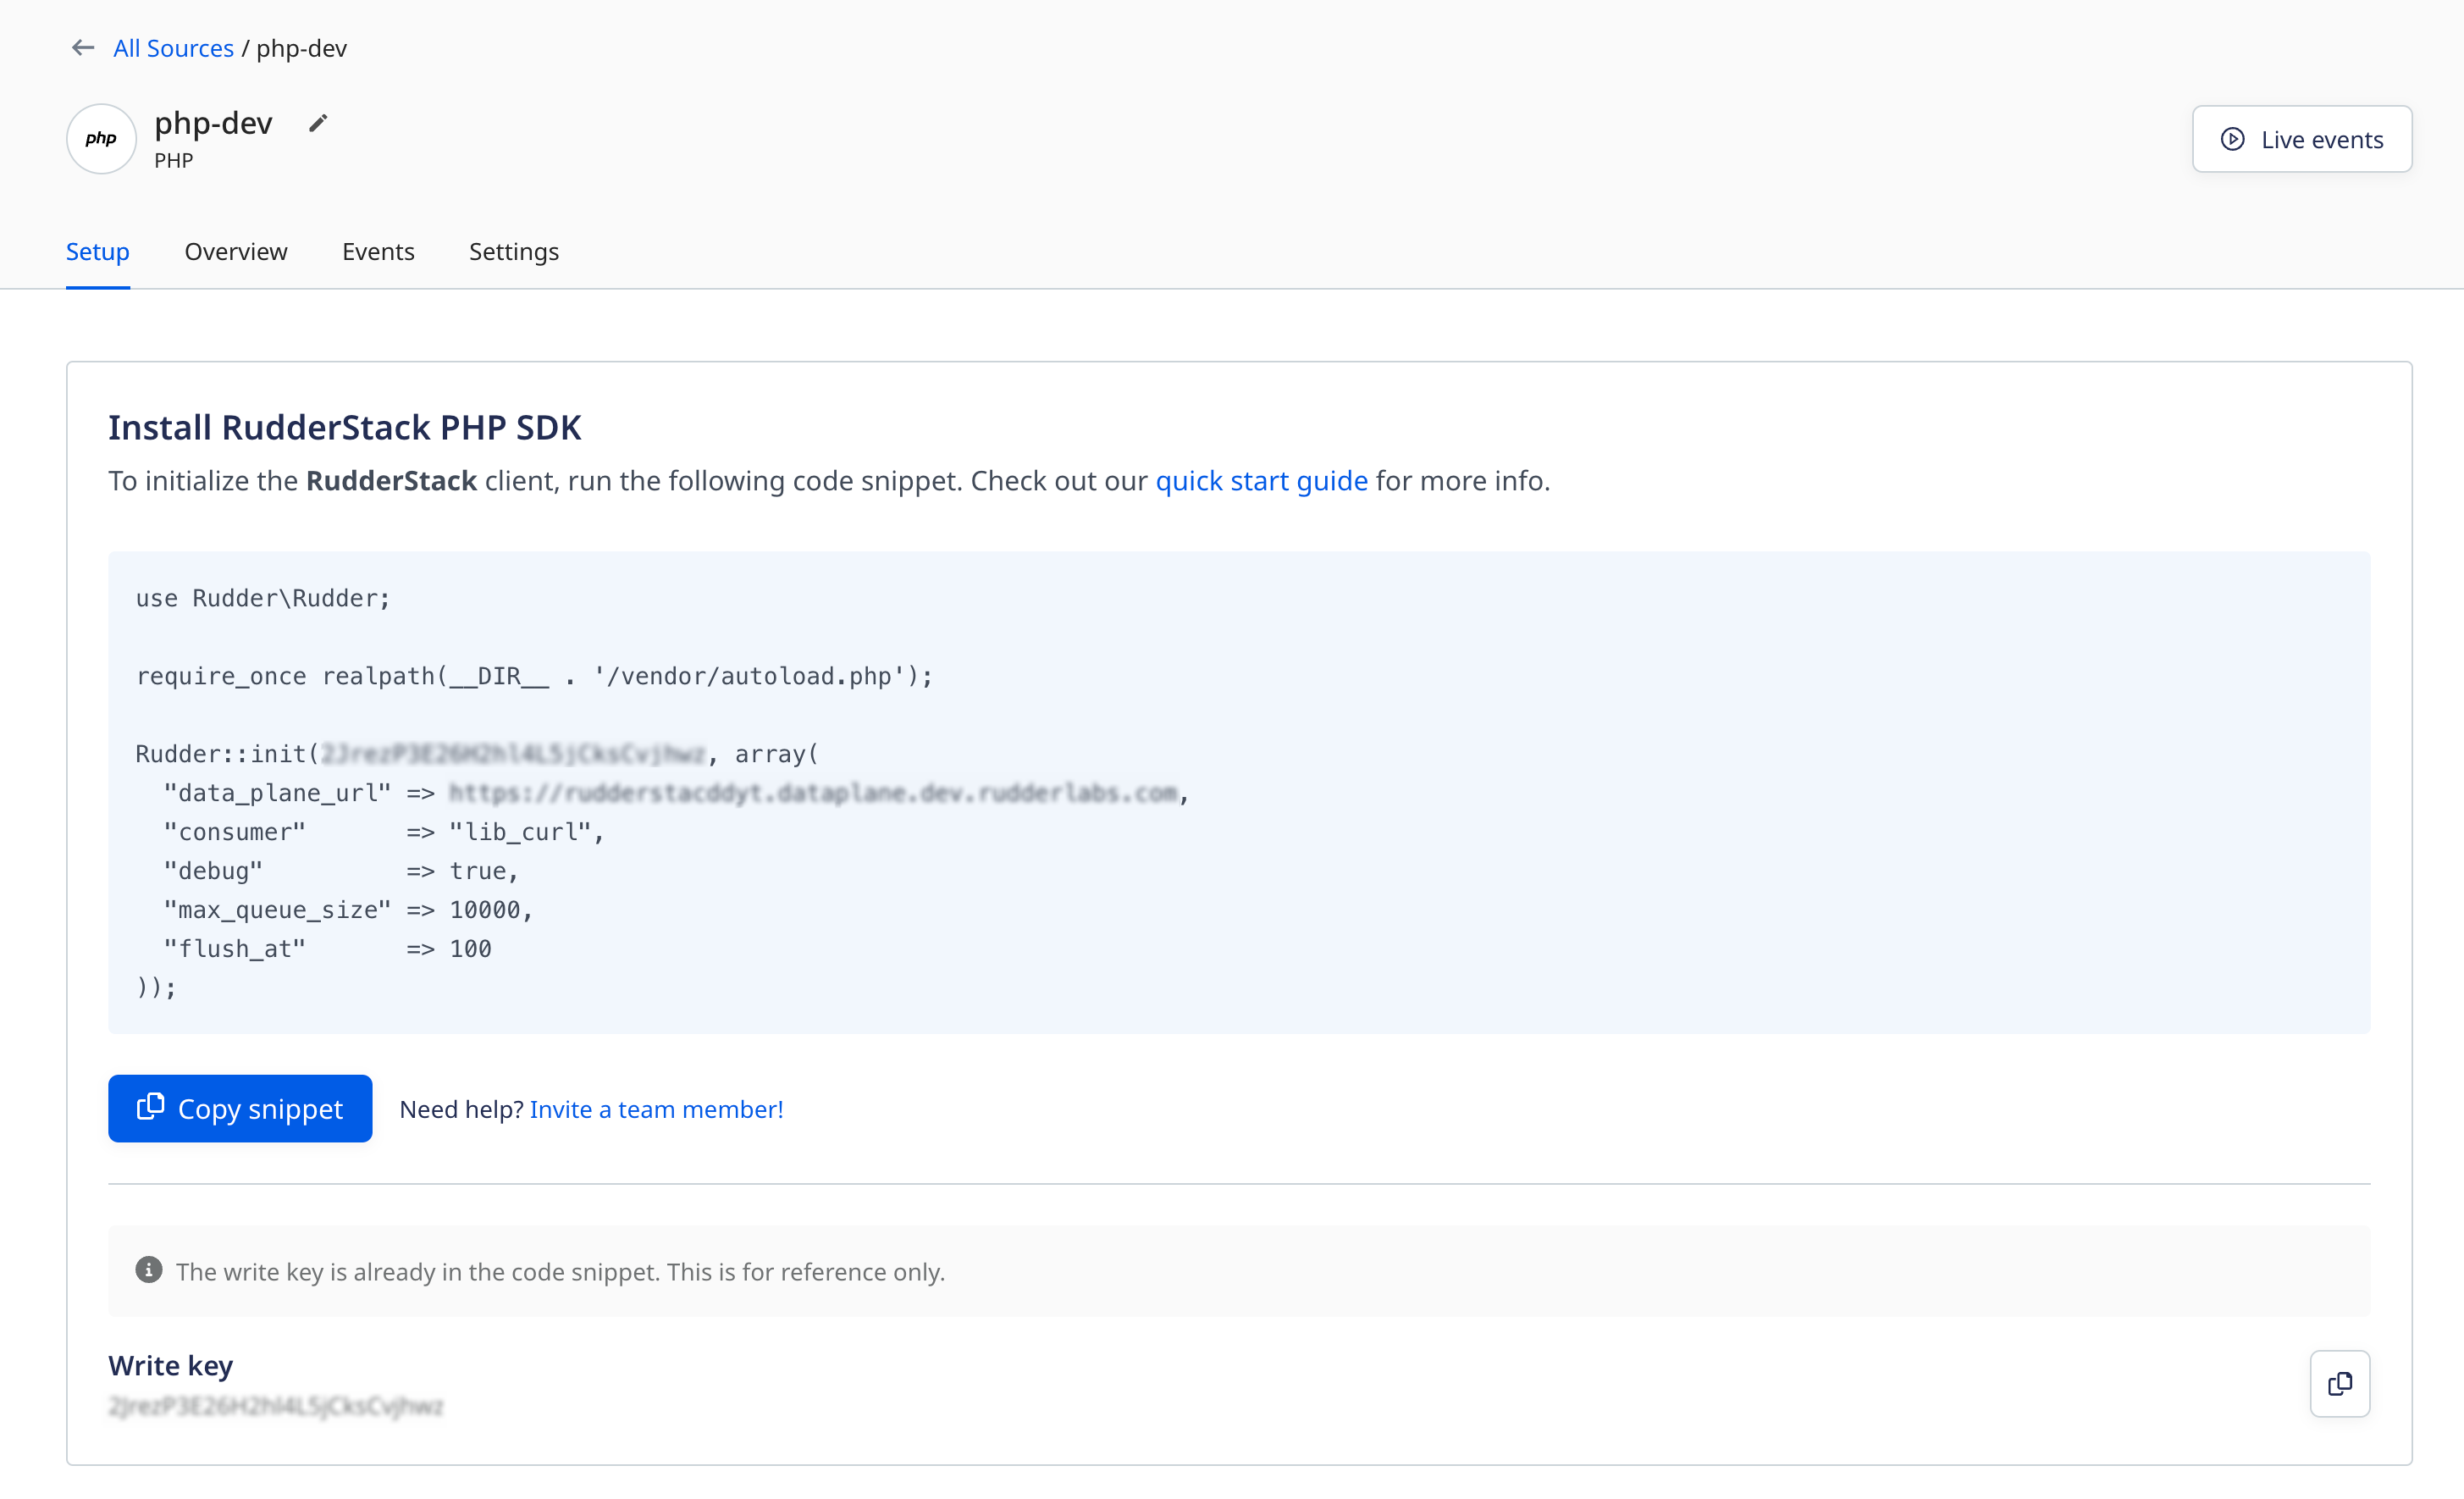 ← All Sources / php-dev
php
php-dev
PHP
Live events
Setup Overview Events Settings
Install RudderStack PHP SDK
To initialize the RudderStack client, run the following code snippet. Check out our quick start guide for more info.
use Rudder\Rudder;
require_once realpath(__DIR__ . '/vendor/autoload.php');
Rudder::init(, array(
"data_plane_url" => ,
"consumer" => "lib_curl",
"debug" => true,
"max_queue_size" => 10000,
"flush_at" => 100
));
Copy snippet
Need help? Invite a team member!
The write key is already in the code snippet. This is for reference only.
Write key